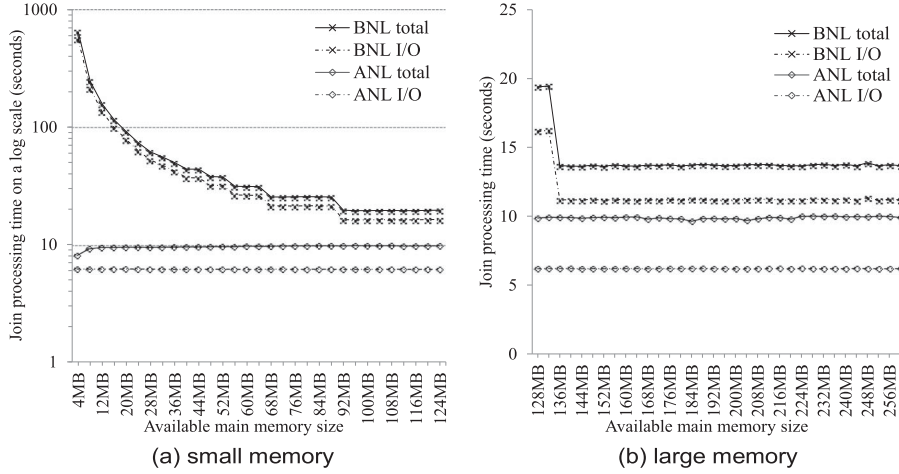 1000
100
10
1
Join processing time on a log scale (seconds)
BNL total
BNL I/O
ANL total
ANL I/O
4MB
12MB
20MB
28MB
36MB
44MB
52MB
60MB
68MB
76MB
84MB
92MB
100MB
108MB
116MB
124MB
Available main memory size
(a) small memory
25
20
15
10
5
0
Join processing time (seconds)
BNL total
BNL I/O
ANL total
ANL I/O
128MB
136MB
144MB
152MB
160MB
168MB
176MB
184MB
192MB
200MB
208MB
216MB
224MB
232MB
240MB
248MB
256MB
Available main memory size
(b) large memory